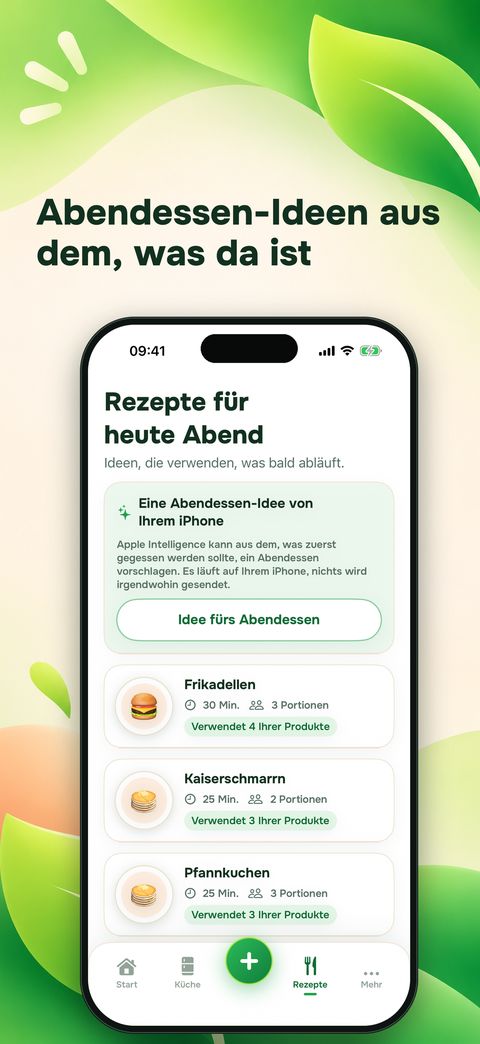 Abendessen-Ideen aus
dem, was da ist
09:41
Rezepte für
heute Abend
Ideen, die verwenden, was bald abläuft.
Eine Abendessen-Idee von
Ihrem iPhone
Apple Intelligence kann aus dem, was zuerst
gegessen werden sollte, ein Abendessen
vorschlagen. Es läuft auf Ihrem iPhone, nichts wird
irgendwohin gesendet.
Idee fürs Abendessen
Frikadellen
30 Min. 3 Portionen
Verwendet 4 Ihrer Produkte
Kaiserschmarrn
25 Min. 2 Portionen
Verwendet 3 Ihrer Produkte
Pfannkuchen
25 Min. 3 Portionen
Verwendet 3 Ihrer Produkte
Start Küche Rezepte Mehr